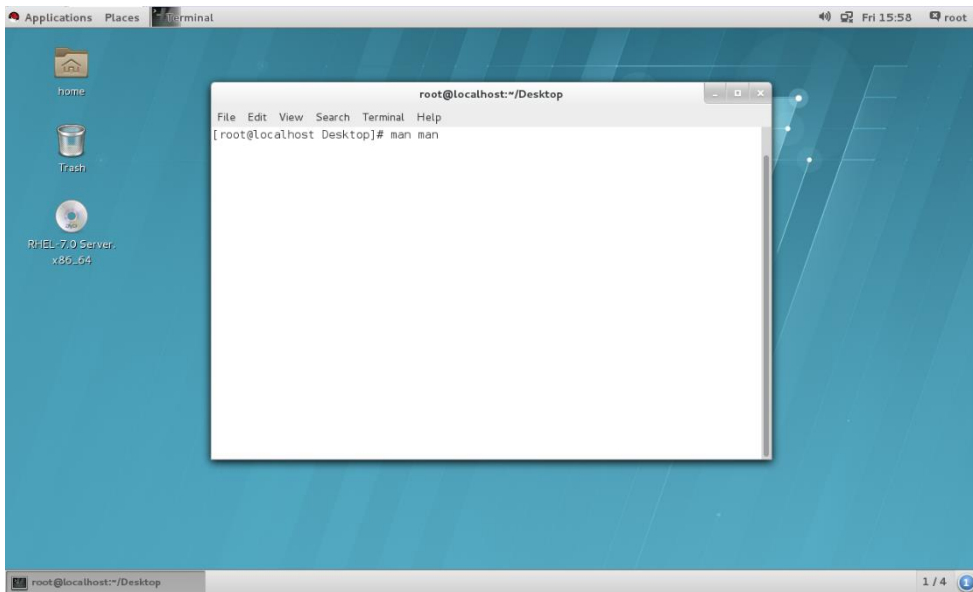 Applications Places Terminal Fri 15:58 root
home
Trash
RHEL-7.0 Server.
x86_64
root@localhost:~/Desktop
File Edit View Search Terminal Help
[root@localhost Desktop]# man man
root@localhost:~/Desktop 1 / 4 1